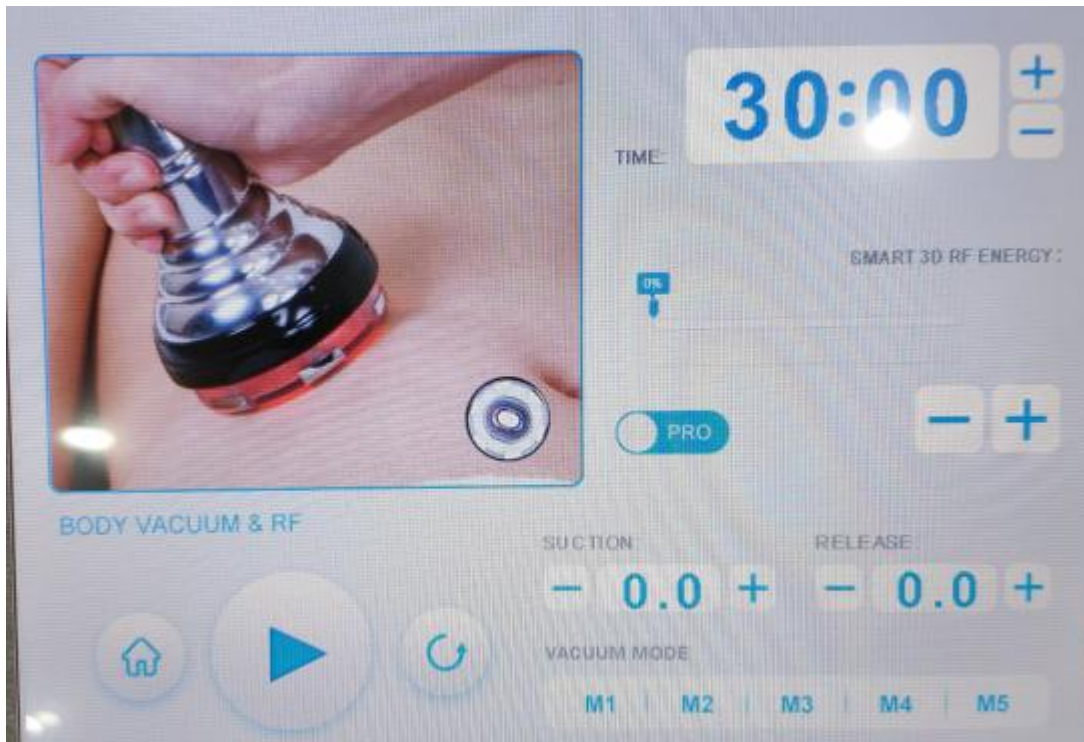 30:00
TIME:
SMART 3D RF ENERGY:
0%
PRO
BODY VACUUM & RF
SUCTION:
RELEASE:
0.0
0.0
VACUUM MODE
M1 M2 M3 M4 M5